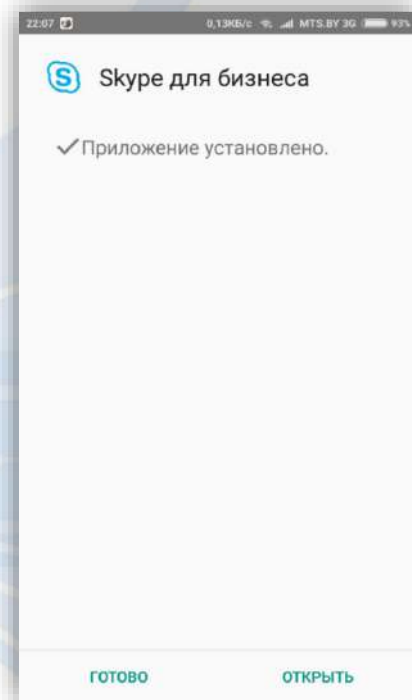 22:07 0,13КБ/с MTS.BY 3G 93%
S Skype для бизнеса
Приложение установлено.
ГОТОВО ОТКРЫТЬ